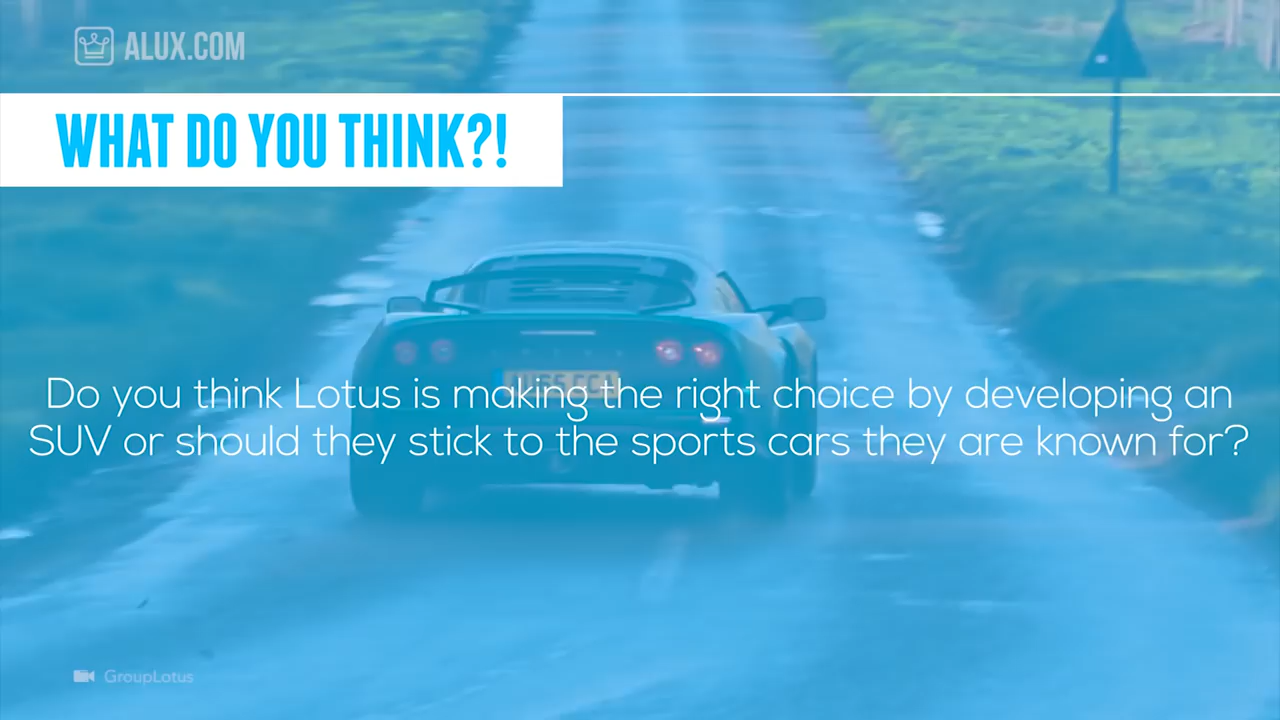 ALUX.COM
WHAT DO YOU THINK?!
Do you think Lotus is making the right choice by developing an
SUV or should they stick to the sports cars they are known for?
GroupLotus